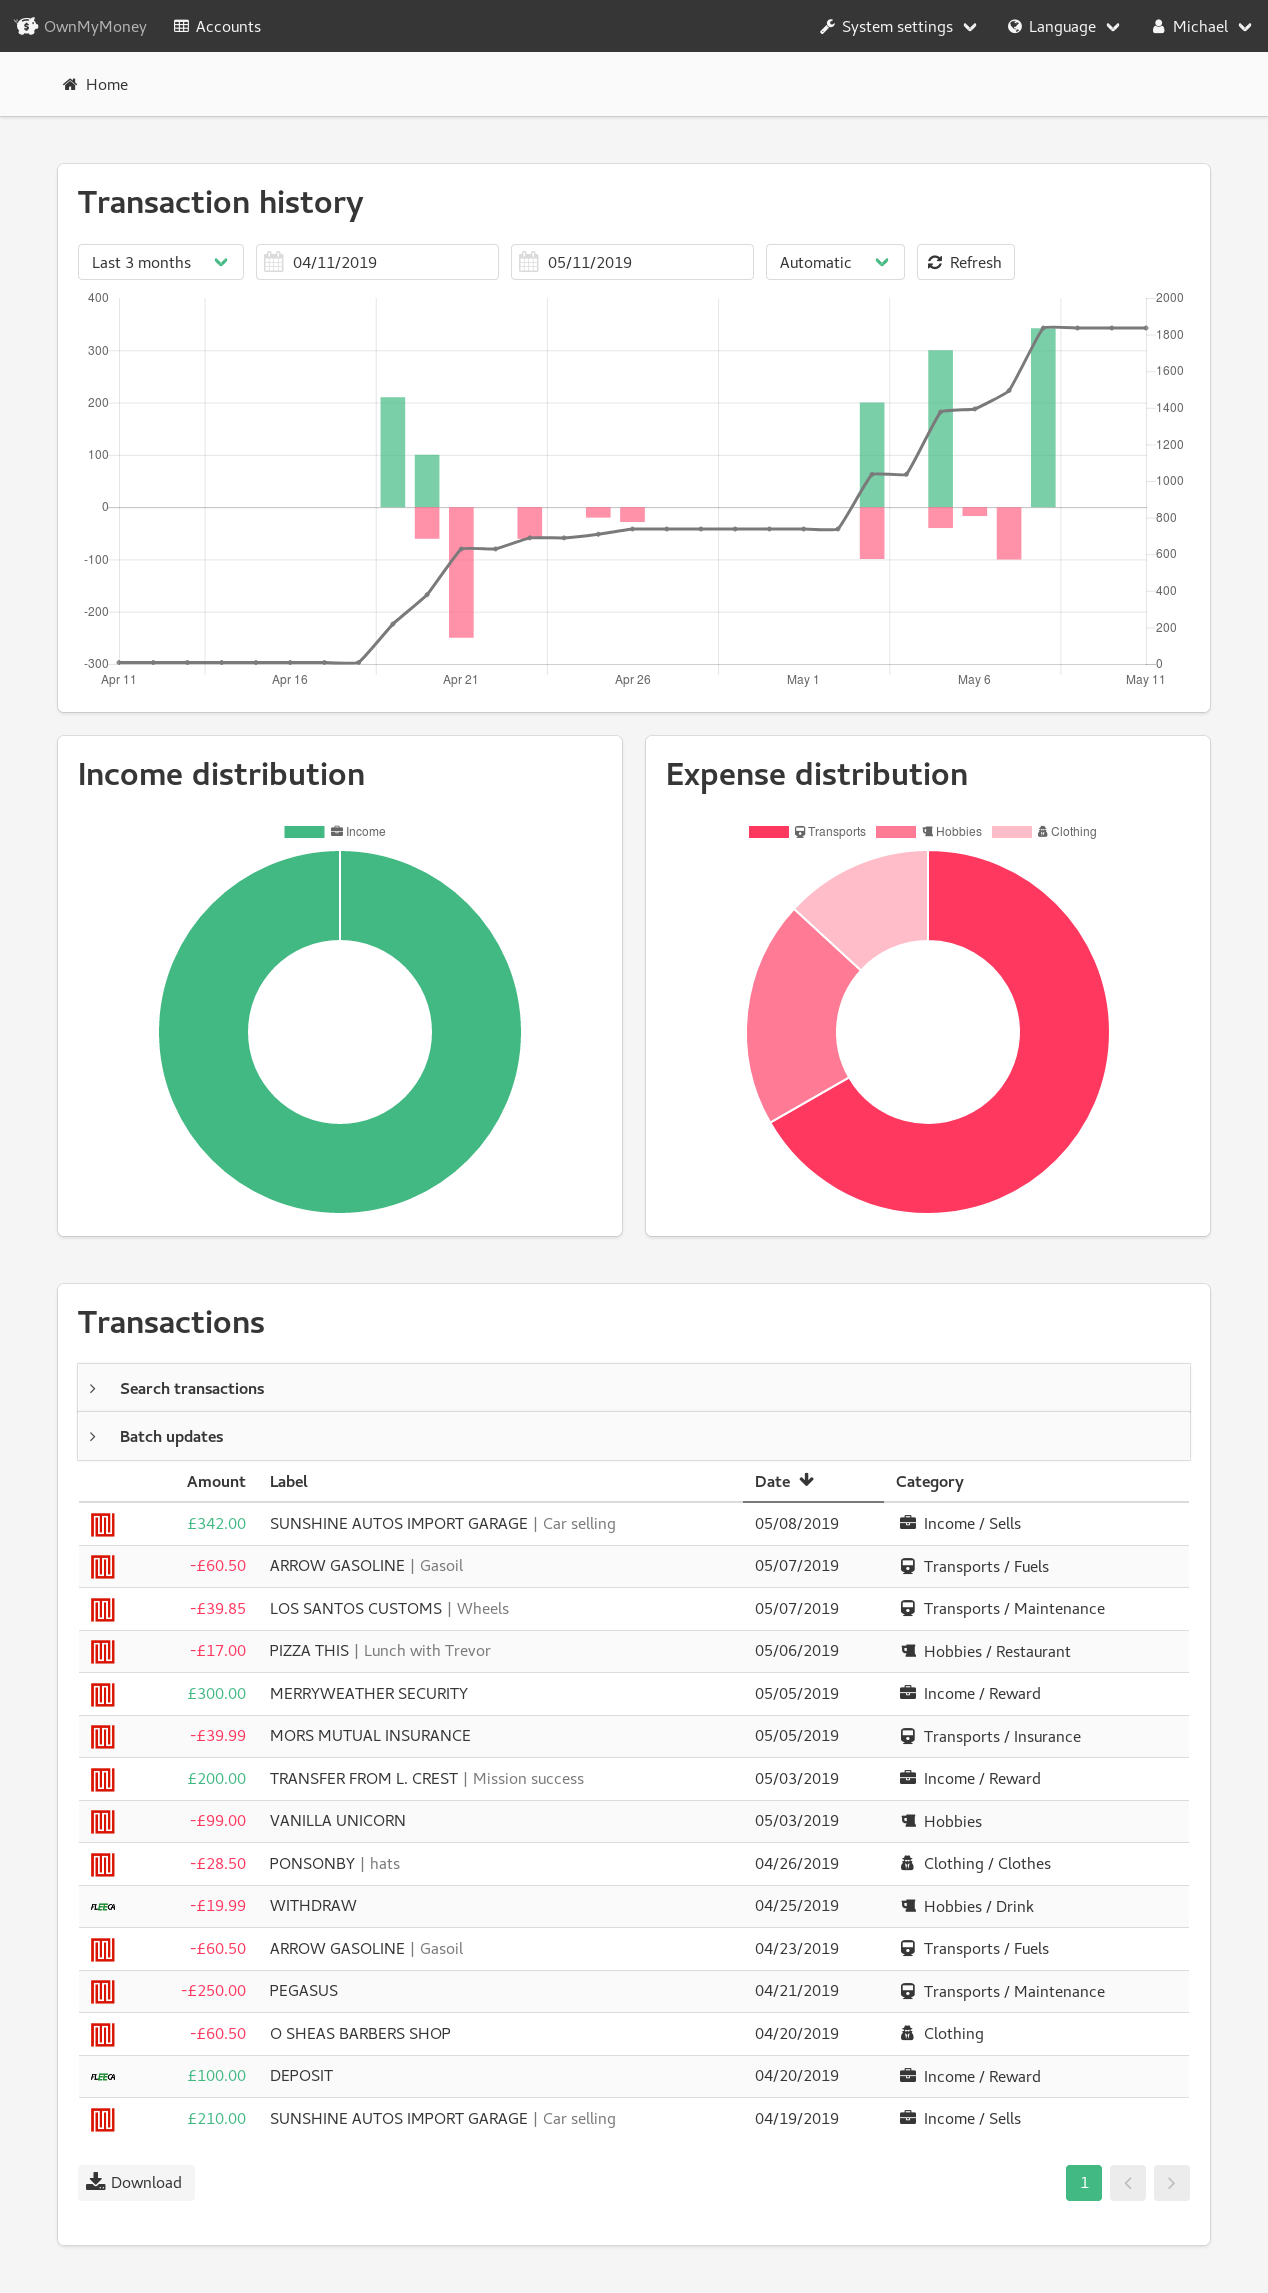 OwnMyMoney Accounts System settings Language Michael
Home
Transaction history
Last 3 months 04/11/2019 05/11/2019 Automatic Refresh
400 2000
1800
300
1600
200 1400
1200
100
1000
0
800
-100 600
400
-200
200
-300 0
Apr 11 Apr 16 Apr 21 Apr 26 May 1 May 6 May 11
Income distribution
Income
Expense distribution
Transports Hobbies Clothing
Transactions
Search transactions
Batch updates
Amount Label Date Category
£342.00 SUNSHINE AUTOS IMPORT GARAGE | Car selling 05/08/2019 Income / Sells
-£60.50 ARROW GASOLINE | Gasoil 05/07/2019 Transports / Fuels
-£39.85 LOS SANTOS CUSTOMS | Wheels 05/07/2019 Transports / Maintenance
-£17.00 PIZZA THIS | Lunch with Trevor 05/06/2019 Hobbies / Restaurant
£300.00 MERRYWEATHER SECURITY 05/05/2019 Income / Reward
-£39.99 MORS MUTUAL INSURANCE 05/05/2019 Transports / Insurance
£200.00 TRANSFER FROM L. CREST | Mission success 05/03/2019 Income / Reward
-£99.00 VANILLA UNICORN 05/03/2019 Hobbies
-£28.50 PONSONBY | hats 04/26/2019 Clothing / Clothes
FLEECA -£19.99 WITHDRAW 04/25/2019 Hobbies / Drink
-£60.50 ARROW GASOLINE | Gasoil 04/23/2019 Transports / Fuels
-£250.00 PEGASUS 04/21/2019 Transports / Maintenance
-£60.50 O SHEAS BARBERS SHOP 04/20/2019 Clothing
FLEECA £100.00 DEPOSIT 04/20/2019 Income / Reward
£210.00 SUNSHINE AUTOS IMPORT GARAGE | Car selling 04/19/2019 Income / Sells
Download 1